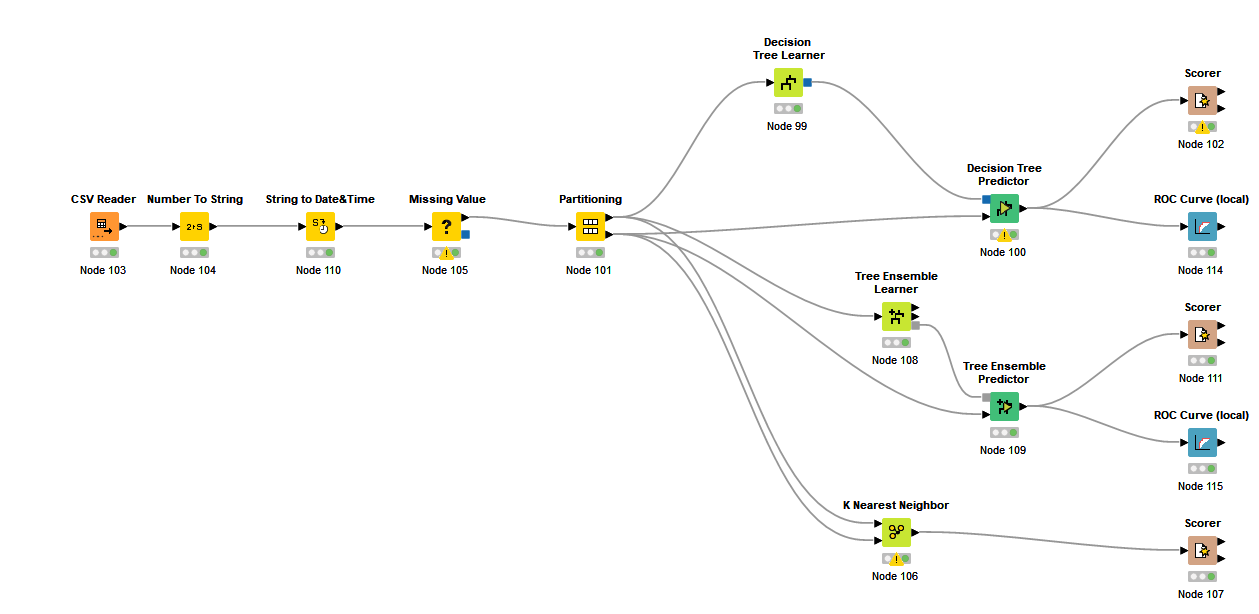 Decision
Tree Learner
Node 99
Scorer
Node 102
Decision Tree
Predictor
Node 100
CSV Reader
Node 103
Number To String
Node 104
String to Date&Time
Node 110
Missing Value
?
Node 105
Partitioning
Node 101
ROC Curve (local)
Node 114
Tree Ensemble
Learner
Node 108
Scorer
Node 111
Tree Ensemble
Predictor
Node 109
ROC Curve (local)
Node 115
K Nearest Neighbor
Node 106
Scorer
Node 107